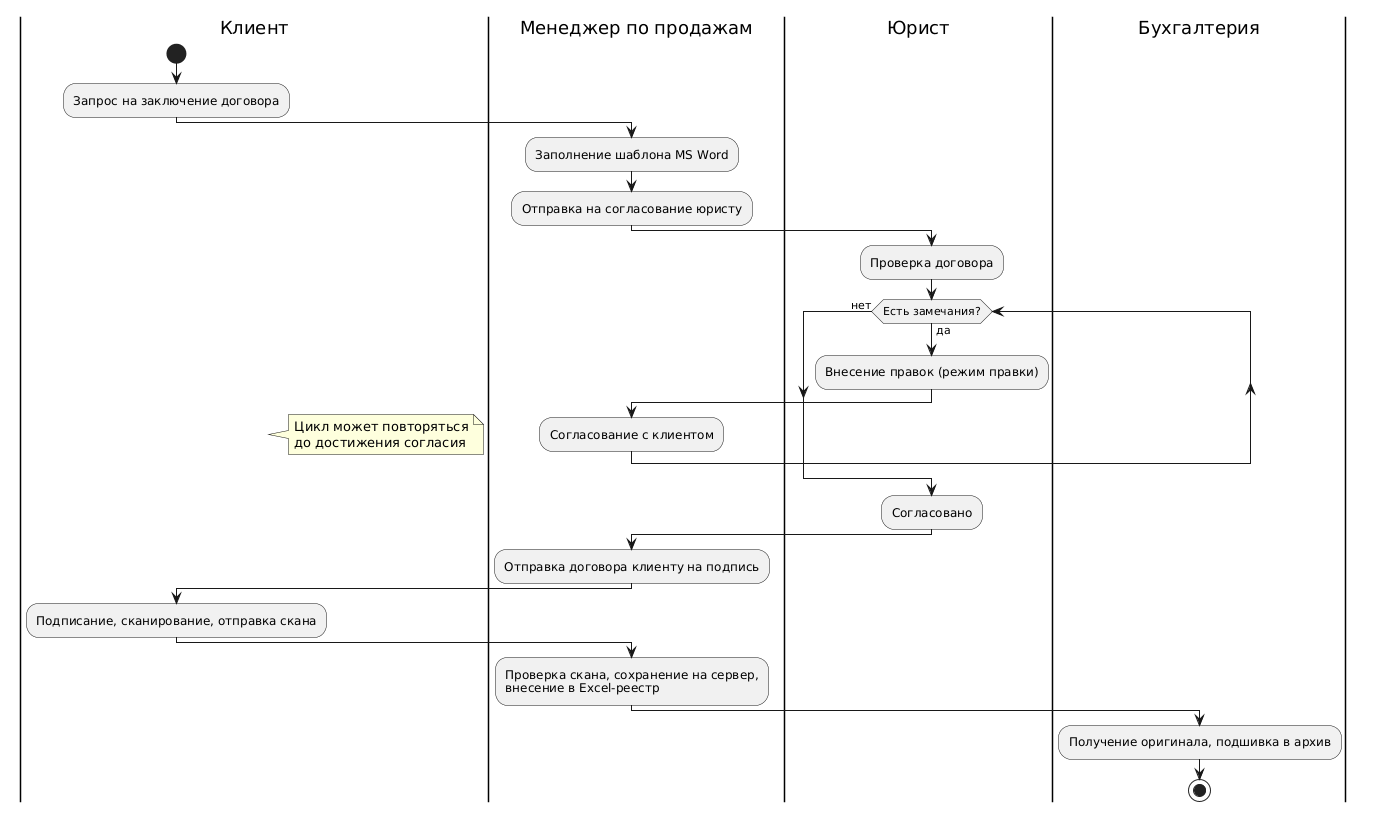 Клиент
Менеджер по продажам
Юрист
Бухгалтерия
Запрос на заключение договора
Заполнение шаблона MS Word
Отправка на согласование юристу
Проверка договора
нет
Есть замечания?
да
Внесение правок (режим правки)
Цикл может повторяться
до достижения согласия
Согласование с клиентом
Согласовано
Отправка договора клиенту на подпись
Подписание, сканирование, отправка скана
Проверка скана, сохранение на сервер,
внесение в Excel-реестр
Получение оригинала, подшивка в архив